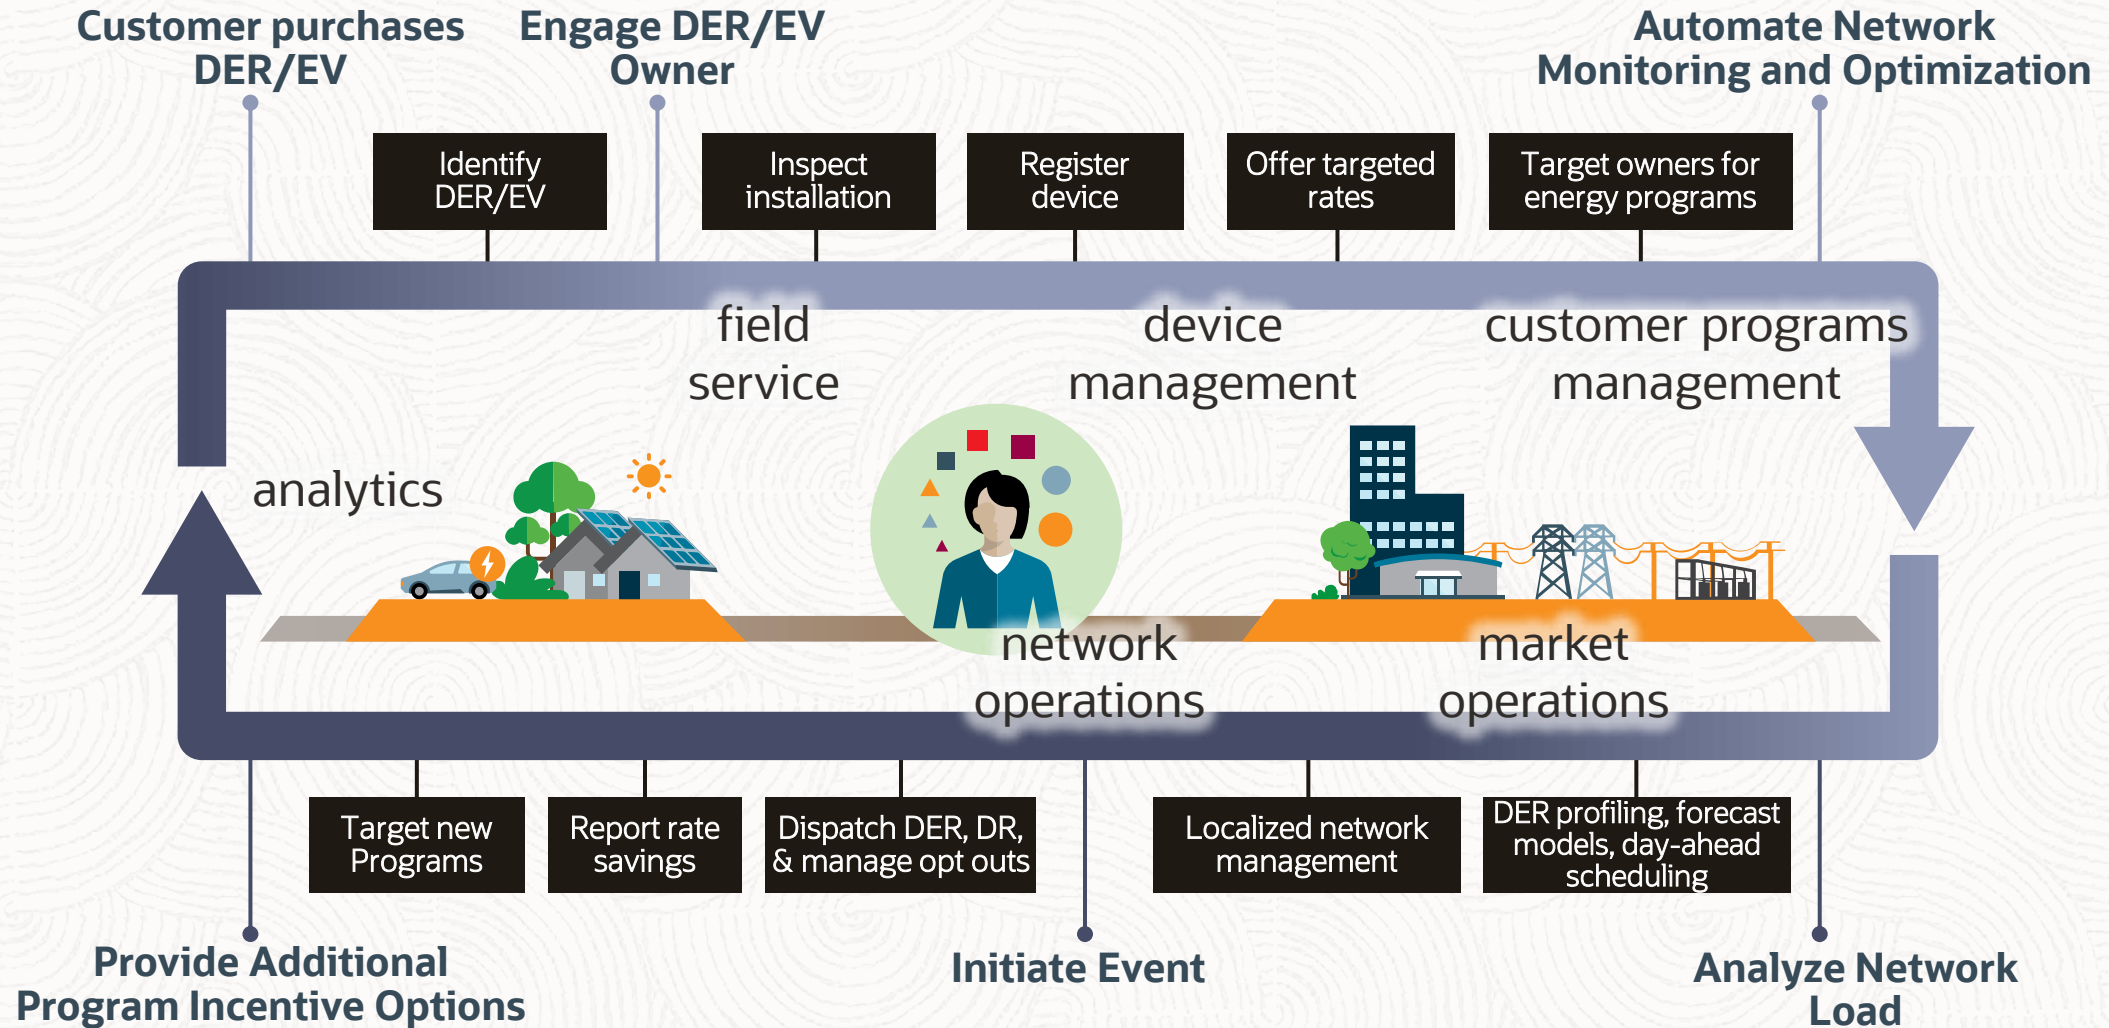 Customer purchases
DER/EV
Engage DER/EV
Owner
Automate Network
Monitoring and Optimization
Identify
DER/EV
Inspect
installation
Register
device
Offer targeted
rates
Target owners for
energy programs
field
service
device
management
customer programs
management
analytics
network
operations
market
operations
Target new
Programs
Report rate
savings
Dispatch DER, DR,
& manage opt outs
Localized network
management
DER profiling, forecast
models, day-ahead
scheduling
Provide Additional
Program Incentive Options
Initiate Event
Analyze Network
Load